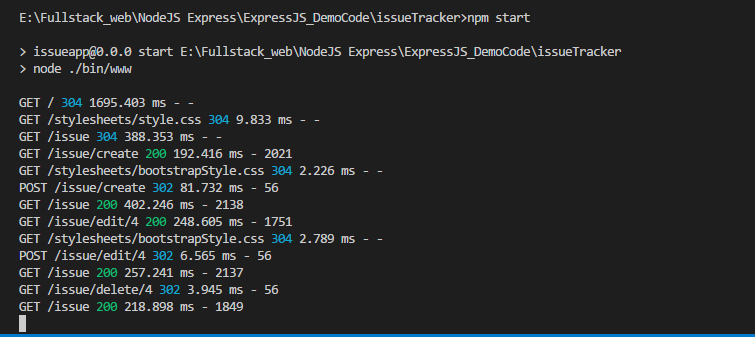 E:\Fullstack_web\NodeJS Express\ExpressJS_DemoCode\issueTracker>npm start
> issueapp@0.0.0 start E:\Fullstack_web\NodeJS Express\ExpressJS_DemoCode\issueTracker
> node ./bin/www
GET / 304 1695.403 ms - -
GET /stylesheets/style.css 304 9.833 ms - -
GET /issue 304 388.353 ms - -
GET /issue/create 200 192.416 ms - 2021
GET /stylesheets/bootstrapStyle.css 304 2.226 ms - -
POST /issue/create 302 81.732 ms - 56
GET /issue 200 402.246 ms - 2138
GET /issue/edit/4 200 248.605 ms - 1751
GET /stylesheets/bootstrapStyle.css 304 2.789 ms - -
POST /issue/edit/4 302 6.565 ms - 56
GET /issue 200 257.241 ms - 2137
GET /issue/delete/4 302 3.945 ms - 56
GET /issue 200 218.898 ms - 1849